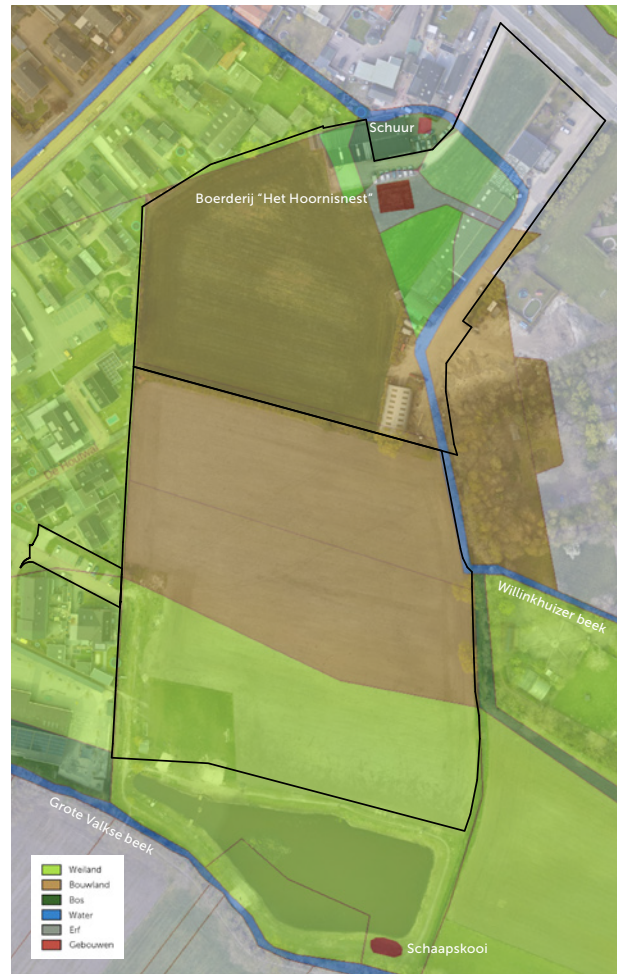 Schuur
Boerderij “Het Hoornisnest”
Willinkhuizer beek
Grote Valkse beek
Weiland
Bouwland
Bos
Water
Erf
Gebouwen
Schaapskooi